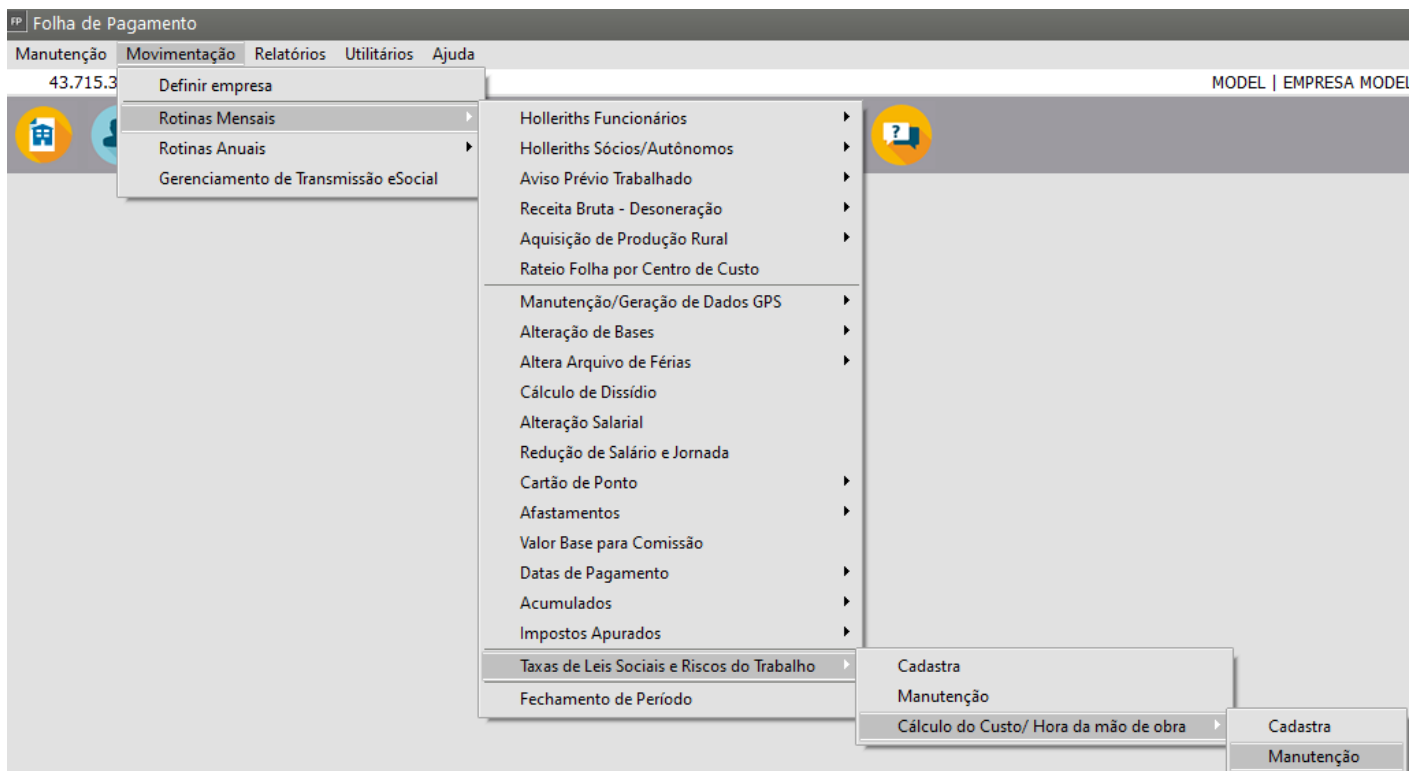 FP Folha de Pagamento
Manutenção Movimentação Relatórios Utilitários Ajuda
43.715.3 MODEL | EMPRESA MODEL
Definir empresa
Rotinas Mensais
Rotinas Anuais
Gerenciamento de Transmissão eSocial
Holleriths Funcionários
Holleriths Sócios/Autônomos
Aviso Prévio Trabalhado
Receita Bruta - Desoneração
Aquisição de Produção Rural
Rateio Folha por Centro de Custo
Manutenção/Geração de Dados GPS
Alteração de Bases
Altera Arquivo de Férias
Cálculo de Dissídio
Alteração Salarial
Redução de Salário e Jornada
Cartão de Ponto
Afastamentos
Valor Base para Comissão
Datas de Pagamento
Acumulados
Impostos Apurados
Taxas de Leis Sociais e Riscos do Trabalho
Fechamento de Período
Cadastra
Manutenção
Cálculo do Custo/ Hora da mão de obra
Cadastra
Manutenção